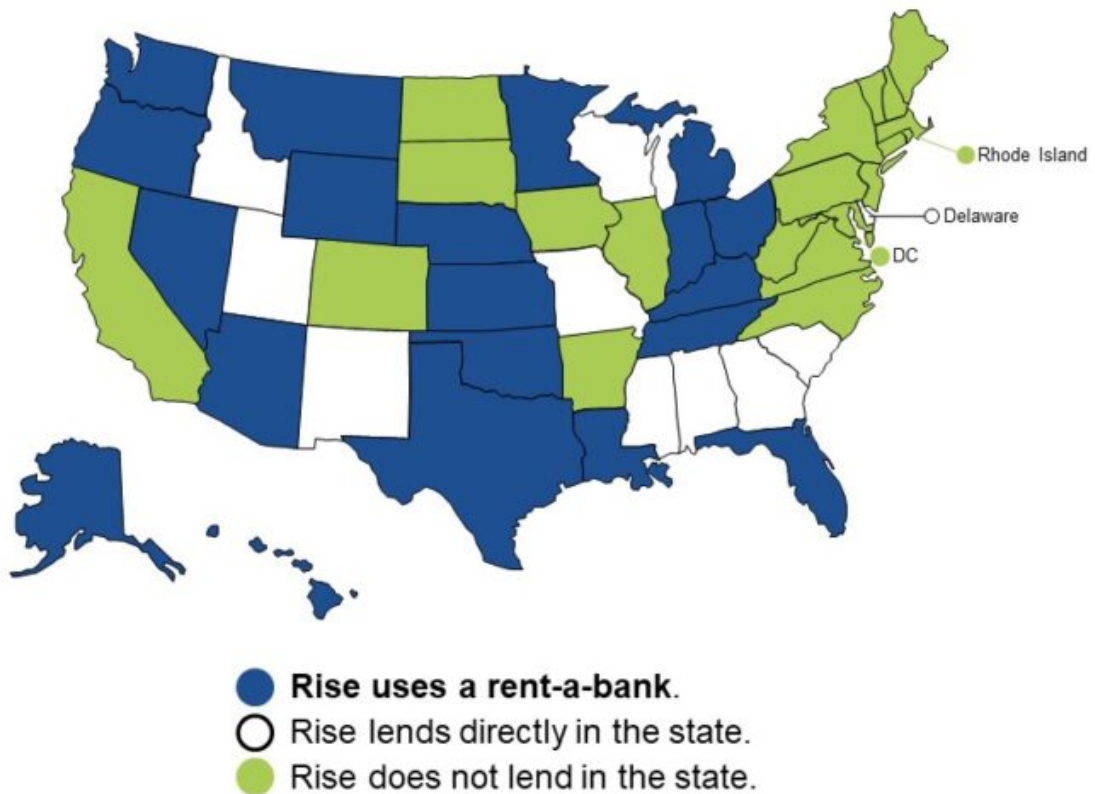 Rhode Island
Delaware
DC
Rise uses a rent-a-bank.
Rise lends directly in the state.
Rise does not lend in the state.